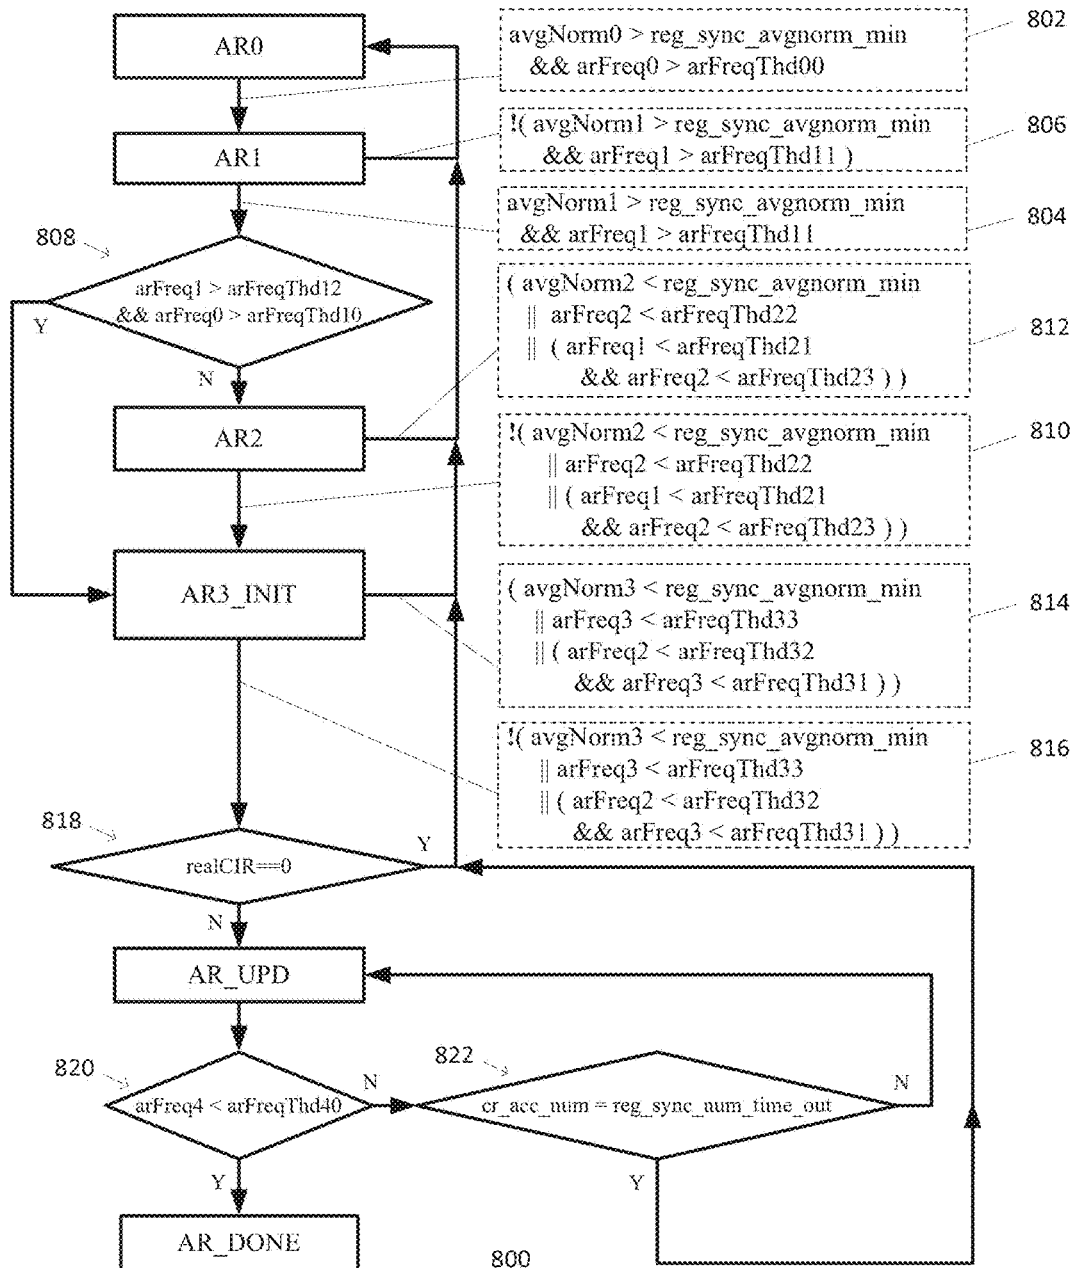 AR0
avgNorm0 > reg_sync_avgnorm_min
&& arFreq0 > arFreqThd00
802
AR1
!( avgNorm1 > reg_sync_avgnorm_min
&& arFreq1 > arFreqThd11 )
806
avgNorm1 > reg_sync_avgnorm_min
&& arFreq1 > arFreqThd11
804
808
arFreq1 > arFreqThd12
&& arFreq0 > arFreqThd10
Y
N
( avgNorm2 < reg_sync_avgnorm_min
|| arFreq2 < arFreqThd22
|| ( arFreq1 < arFreqThd21
&& arFreq2 < arFreqThd23 ) )
812
AR2
!( avgNorm2 < reg_sync_avgnorm_min
|| arFreq2 < arFreqThd22
|| ( arFreq1 < arFreqThd21
&& arFreq2 < arFreqThd23 ) )
810
AR3_INIT
( avgNorm3 < reg_sync_avgnorm_min
|| arFreq3 < arFreqThd33
|| ( arFreq2 < arFreqThd32
&& arFreq3 < arFreqThd31 ) )
814
!( avgNorm3 < reg_sync_avgnorm_min
|| arFreq3 < arFreqThd33
|| ( arFreq2 < arFreqThd32
&& arFreq3 < arFreqThd31 ) )
816
818
realCIR==0
Y
N
AR_UPD
820
arFreq4 < arFreqThd40
N
Y
822
cr_acc_num = reg_sync_num_time_out
N
Y
AR_DONE
800